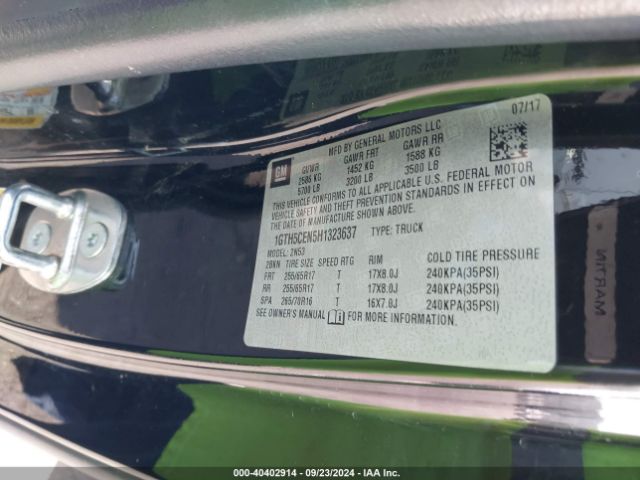 07/17
MFD BY GENERAL MOTORS LLC
GM
GVWR GAWR FRT GAWR RR
2586 KG 1452 KG 1588 KG
5700 LB 3200 LB 3500 LB
THIS VEHICLE CONFORMS TO ALL APPLICABLE U.S. FEDERAL MOTOR
VEHICLE SAFETY AND THEFT PREVENTION STANDARDS IN EFFECT ON
THE DATE OF MANUFACTURE SHOWN ABOVE.
1GTH5CEN5H1323637 TYPE: TRUCK
MODEL: 2N53
2BKN TIRE SIZE SPEED RTG RIM COLD TIRE PRESSURE
FRT 255/65R17 T 17X8.0J 240KPA(35PSI)
RR 255/65R17 T 17X8.0J 240KPA(35PSI)
SPA 265/70R16 T 16X7.0J 240KPA(35PSI)
SEE OWNER'S MANUAL FOR MORE INFORMATION.
000-40402914 - 09/23/2024 - IAA Inc.